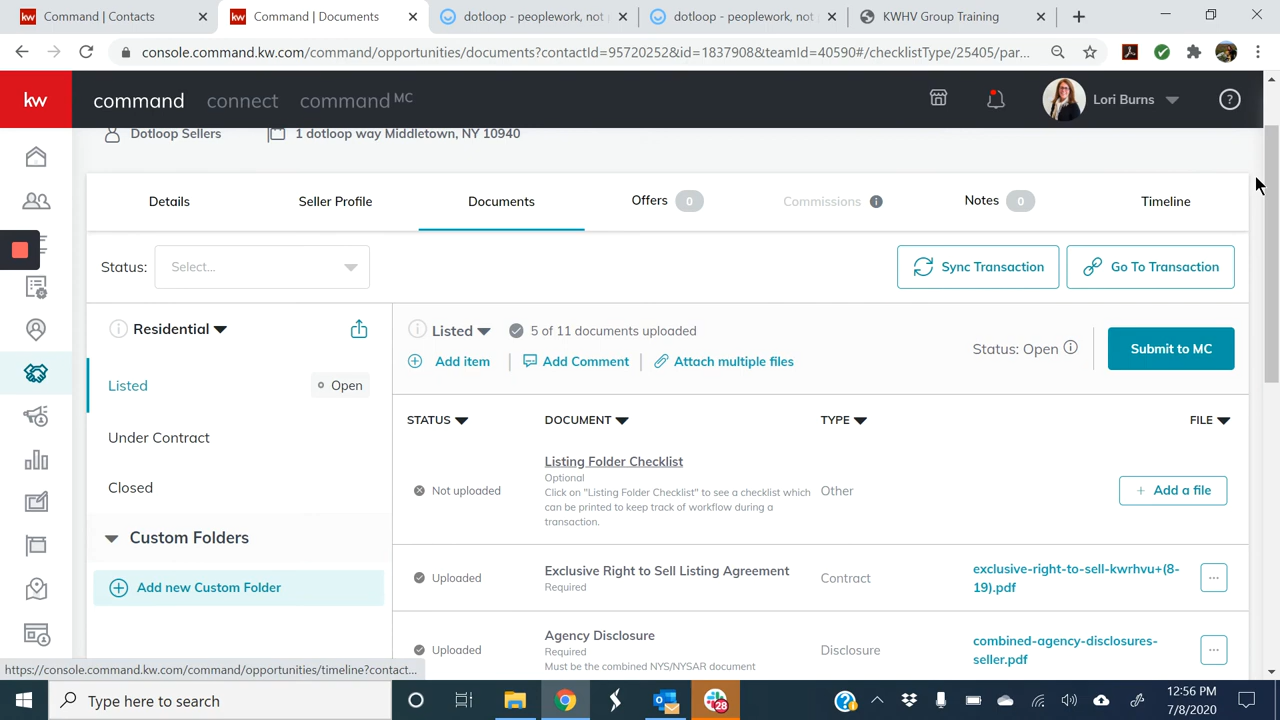 Command | Contacts
Command | Documents
dotloop - peoplework, not
dotloop - peoplework, not
KWHV Group Training
console.command.kw.com/command/opportunities/documents?contactId=95720252&id=1837908&teamId=40590#/checklistType/25405/par...
kw
command
connect
command MC
Lori Burns
Dotloop Sellers
1 dotloop way Middletown, NY 10940
Details
Seller Profile
Documents
Offers 0
Commissions
Notes 0
Timeline
Status:
Select...
Sync Transaction
Go To Transaction
Residential
Listed
5 of 11 documents uploaded
Add item
Add Comment
Attach multiple files
Status: Open
Submit to MC
Listed
Open
Under Contract
Closed
Custom Folders
Add new Custom Folder
STATUS
DOCUMENT
TYPE
FILE
Not uploaded
Listing Folder Checklist
Optional
Click on "Listing Folder Checklist" to see a checklist which
can be printed to keep track of workflow during a
transaction.
Other
+ Add a file
Uploaded
Exclusive Right to Sell Listing Agreement
Required
Contract
exclusive-right-to-sell-kwrhvu+(8-
19).pdf
Uploaded
Agency Disclosure
Required
Must be the combined NYS/NYSAR document
Disclosure
combined-agency-disclosures-
seller.pdf
https://console.command.kw.com/command/opportunities/timeline?contact...
Type here to search
28
12:56 PM
7/8/2020